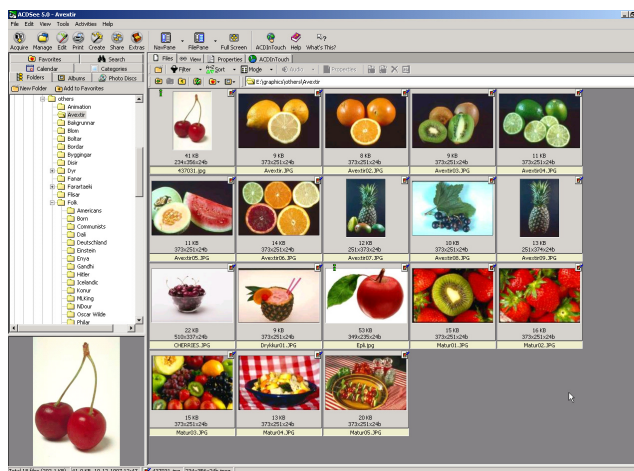 ACDSee 5.0 - Avextir
File Edit View Tools Activities Help
Acquire Manage Edit Print Create Share Extras NavPane FilePane Full Screen ACDInTouch Help What's This?
Favorites Search
Calendar Categories
Folders Albums Photo Discs
New Folder Add to Favorites
others
Animation
Avextir
Bakgrunnar
Blom
Boltar
Bordar
Byggingar
Disir
Dyr
Fanar
Farartaeki
Flisar
Folk
Americans
Born
Communists
Dali
Deutschland
Einstein
Enya
Gandhi
Hitler
Icelandic
Konur
MLking
NDour
Oscar Wilde
Philar
Files View Properties ACDInTouch
Filter Sort Mode Audio Properties
E:\graphics\others\Avextir
41 KB 9 KB 8 KB 9 KB 11 KB
234x356x24b 373x251x24b 373x251x24b 373x251x24b 373x251x24b
437031.jpg Avextir.JPG Avextir02.JPG Avextir03.JPG Avextir04.JPG
11 KB 14 KB 12 KB 10 KB 13 KB
373x251x24b 373x251x24b 251x373x24b 373x251x24b 251x374x24b
Avextir05.JPG Avextir06.JPG Avextir07.JPG Avextir08.JPG Avextir09.JPG
22 KB 9 KB 53 KB 15 KB 16 KB
510x337x24b 373x251x24b 349x235x24b 373x251x24b 373x251x24b
CHERRIES.JPG Drykkur01.JPG Epli.jpg Matur01.JPG Matur02.JPG
15 KB 13 KB 20 KB
373x251x24b 373x251x24b 373x251x24b
Matur03.JPG Matur04.JPG Matur05.JPG